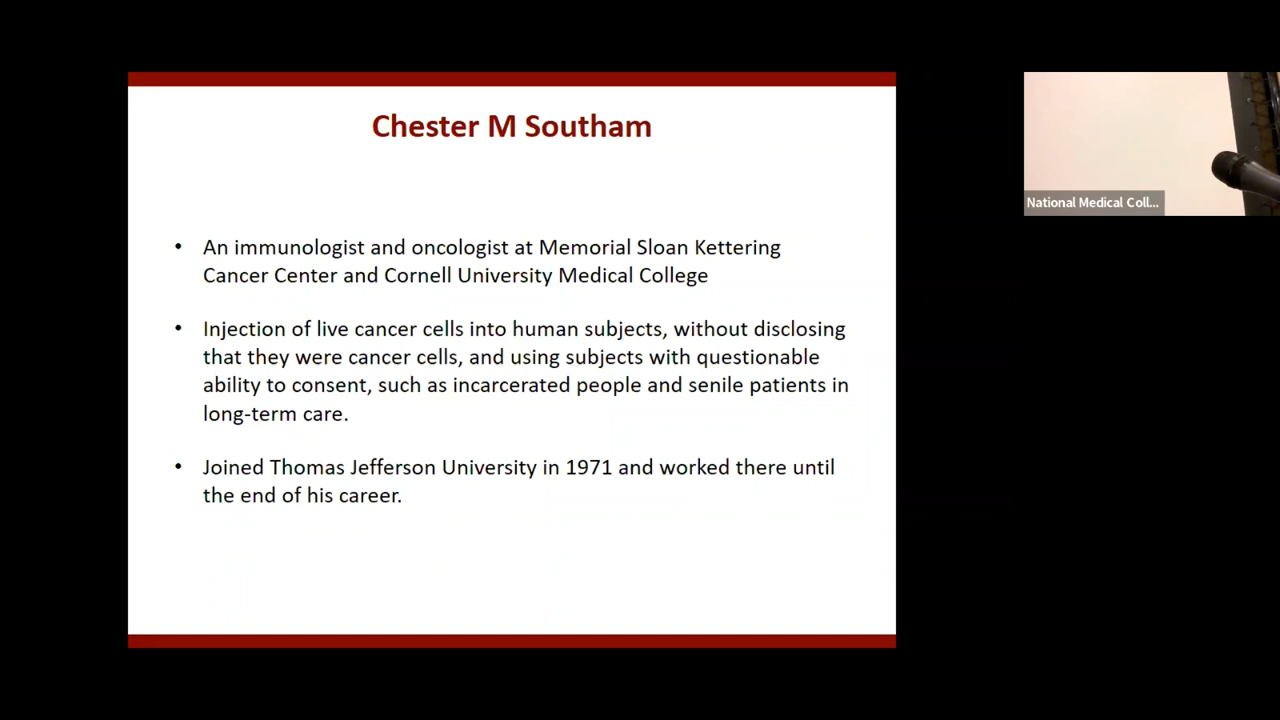 Chester M Southam
• An immunologist and oncologist at Memorial Sloan Kettering
Cancer Center and Cornell University Medical College
• Injection of live cancer cells into human subjects, without disclosing
that they were cancer cells, and using subjects with questionable
ability to consent, such as incarcerated people and senile patients in
long-term care.
• Joined Thomas Jefferson University in 1971 and worked there until
the end of his career.
National Medical Coll...